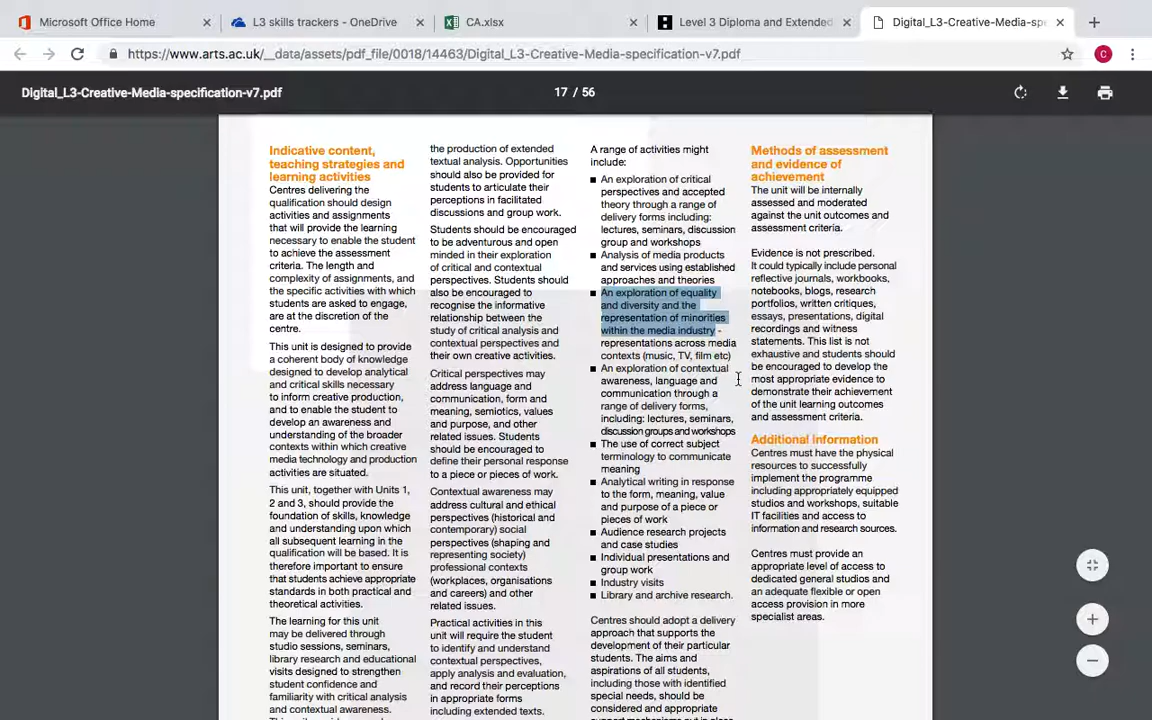 Microsoft Office Home
L3 skills trackers - OneDrive
CA.xlsx
Level 3 Diploma and Extended
Digital_L3-Creative-Media-spe
https://www.arts.ac.uk/__data/assets/pdf_file/0018/14463/Digital_L3-Creative-Media-specification-v7.pdf
C
Digital_L3-Creative-Media-specification-v7.pdf
17 / 56
Indicative content,
teaching strategies and
learning activities
Centres delivering the
qualification should design
activities and assignments
that will provide the learning
necessary to enable the student
to achieve the assessment
criteria. The length and
complexity of assignments, and
the specific activities with which
students are asked to engage,
are at the discretion of the
centre.
This unit is designed to provide
a coherent body of knowledge
designed to develop analytical
and critical skills necessary
to inform creative production,
and to enable the student to
develop an awareness and
understanding of the broader
contexts within which creative
media technology and production
activities are situated.
This unit, together with Units 1,
2 and 3, should provide the
foundation of skills, knowledge
and understanding upon which
all subsequent learning in the
qualification will be based. It is
therefore important to ensure
that students achieve appropriate
standards in both practical and
theoretical activities.
The learning for this unit
may be delivered through
studio sessions, seminars,
library research and educational
visits designed to strengthen
student confidence and
familiarity with critical analysis
and contextual awareness.
the production of extended
textual analysis. Opportunities
should also be provided for
students to articulate their
perceptions in facilitated
discussions and group work.
Students should be encouraged
to be adventurous and open
minded in their exploration
of critical and contextual
perspectives. Students should
also be encouraged to
recognise the informative
relationship between the
study of critical analysis and
contextual perspectives and
their own creative activities.
Critical perspectives may
address language and
communication, form and
meaning, semiotics, values
and purpose, and other
related issues. Students
should be encouraged to
define their personal response
to a piece or pieces of work.
Contextual awareness may
address cultural and ethical
perspectives (historical and
contemporary) social
perspectives (shaping and
representing society)
professional contexts
(workplaces, organisations
and careers) and other
related issues.
Practical activities in this
unit will require the student
to identify and understand
contextual perspectives,
apply analysis and evaluation,
and record their perceptions
in appropriate forms
including extended texts.
A range of activities might
include:
■ An exploration of critical
perspectives and accepted
theory through a range of
delivery forms including:
lectures, seminars, discussion
group and workshops
■ Analysis of media products
and services using established
approaches and theories
■ An exploration of equality
and diversity and the
representation of minorities
within the media industry -
representations across media
contexts (music, TV, film etc)
■ An exploration of contextual
awareness, language and
communication through a
range of delivery forms,
including: lectures, seminars,
discussion groups and workshops
■ The use of correct subject
terminology to communicate
meaning
■ Analytical writing in response
to the form, meaning, value
and purpose of a piece or
pieces of work
■ Audience research projects
and case studies
■ Individual presentations and
group work
■ Industry visits
■ Library and archive research.
Centres should adopt a delivery
approach that supports the
development of their particular
students. The aims and
aspirations of all students,
including those with identified
special needs, should be
considered and appropriate
Methods of assessment
and evidence of
achievement
The unit will be internally
assessed and moderated
against the unit outcomes and
assessment criteria.
Evidence is not prescribed.
It could typically include personal
reflective journals, workbooks,
notebooks, blogs, research
portfolios, written critiques,
essays, presentations, digital
recordings and witness
statements. This list is not
exhaustive and students should
be encouraged to develop the
most appropriate evidence to
demonstrate their achievement
of the unit learning outcomes
and assessment criteria.
Additional information
Centres must have the physical
resources to successfully
implement the programme
including appropriately equipped
studios and workshops, suitable
IT facilities and access to
information and research sources.
Centres must provide an
appropriate level of access to
dedicated general studios and
an adequate flexible or open
access provision in more
specialist areas.